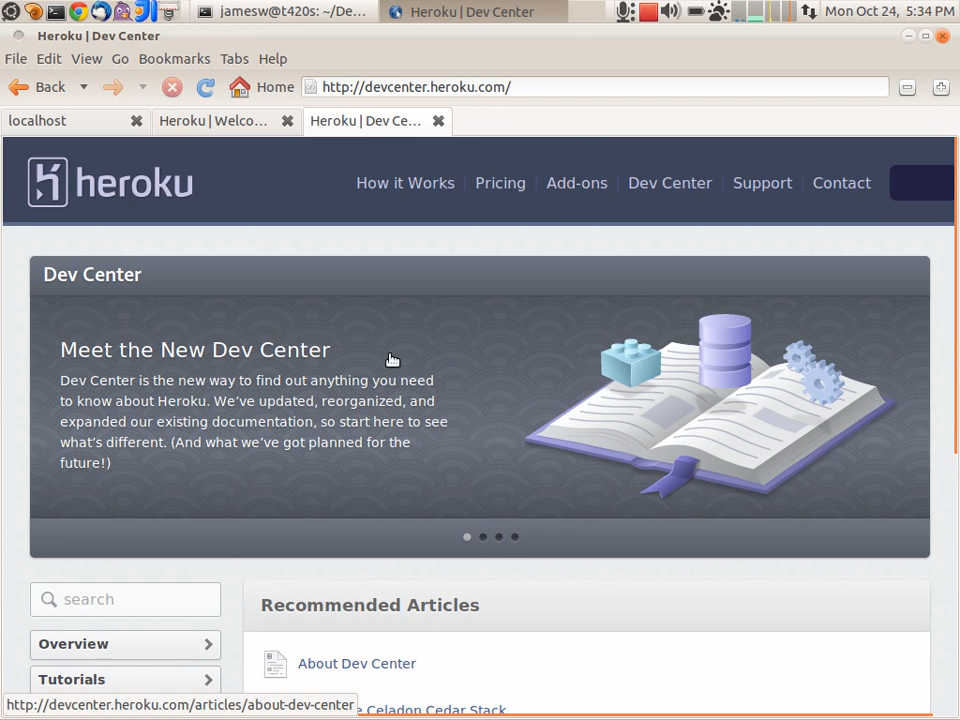 jamesw@t420s: ~/De...
Heroku | Dev Center
Mon Oct 24, 5:34 PM
Heroku | Dev Center
File Edit View Go Bookmarks Tabs Help
Back Home http://devcenter.heroku.com/
localhost Heroku | Welco... Heroku | Dev Ce...
heroku
How it Works Pricing Add-ons Dev Center Support Contact
Dev Center
Meet the New Dev Center
Dev Center is the new way to find out anything you need
to know about Heroku. We've updated, reorganized, and
expanded our existing documentation, so start here to see
what's different. (And what we've got planned for the
future!)
search
Recommended Articles
Overview
About Dev Center
Tutorials
http://devcenter.heroku.com/articles/about-dev-center
Celadon Cedar Stack